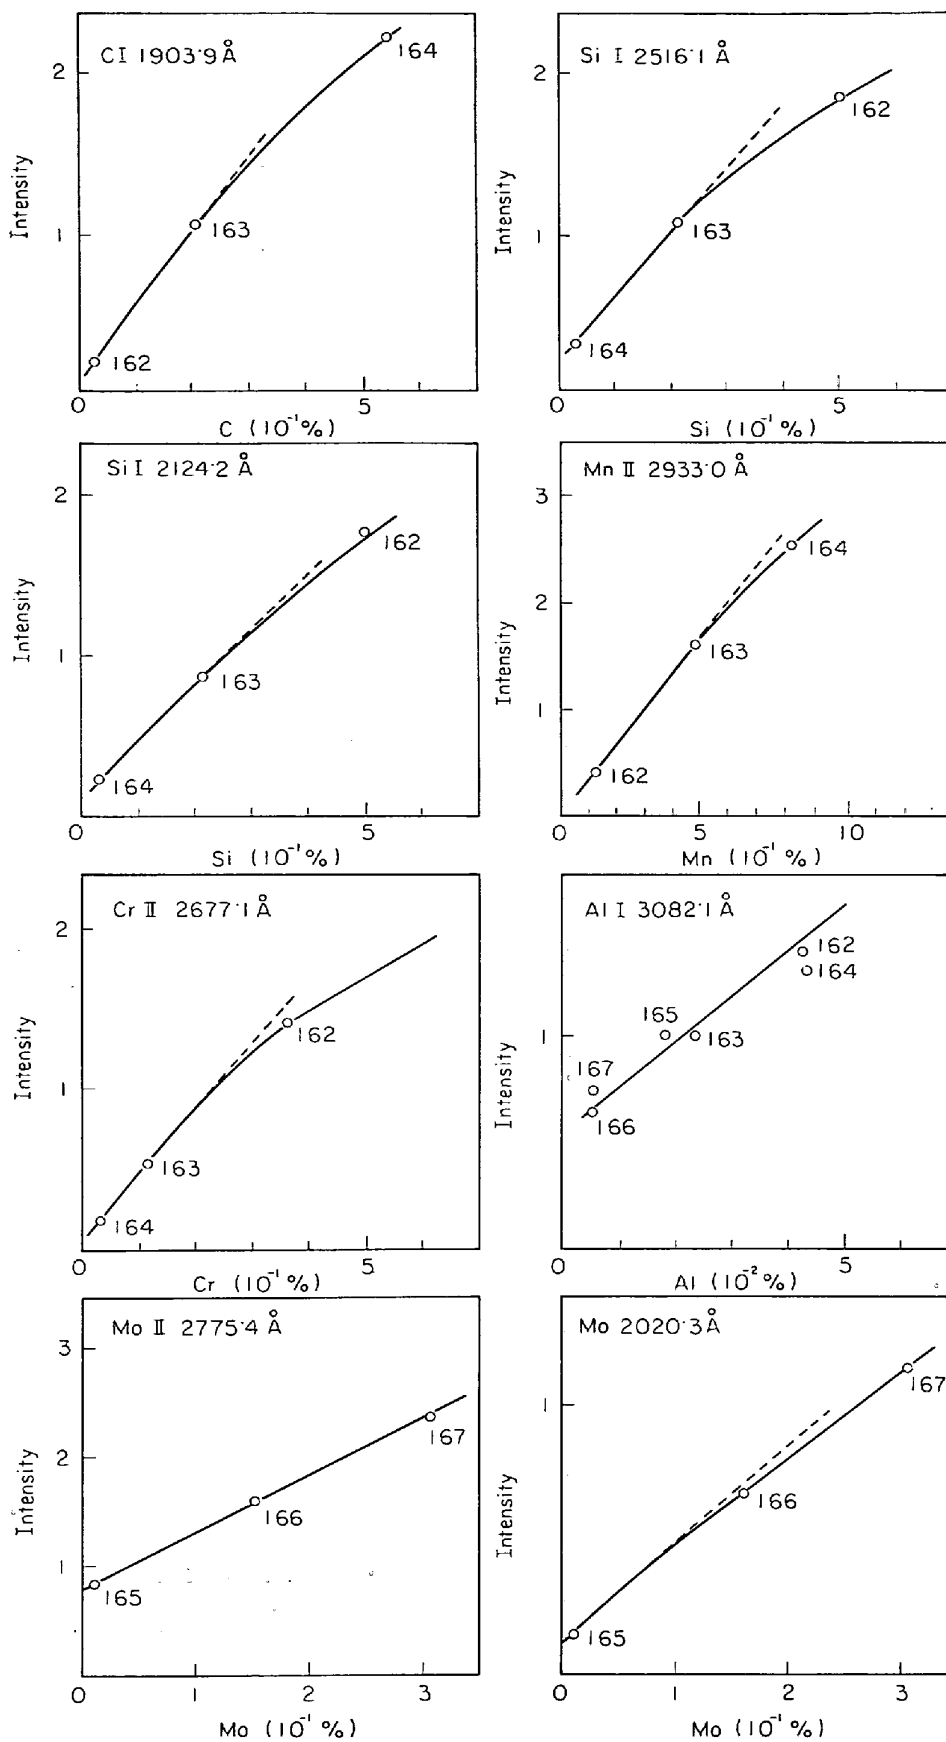 CI 1903·9 Å
2
1
Intensity
164
163
162
0
5
C (10⁻¹%)
Si I 2516·1 Å
2
1
Intensity
162
163
164
0
5
Si (10⁻¹%)
Si I 2124·2 Å
2
1
Intensity
162
163
164
0
5
Si (10⁻¹%)
Mn II 2933·0 Å
3
2
1
Intensity
164
163
162
0
5
10
Mn (10⁻¹%)
Cr II 2677·1 Å
2
1
Intensity
162
163
164
0
5
Cr (10⁻¹%)
Al I 3082·1 Å
1
Intensity
162
164
165
163
167
166
0
5
Al (10⁻²%)
Mo II 2775·4 Å
3
2
1
Intensity
167
166
165
0
1
2
3
Mo (10⁻¹%)
Mo 2020·3 Å
1
Intensity
167
166
165
0
1
2
3
Mo (10⁻¹%)